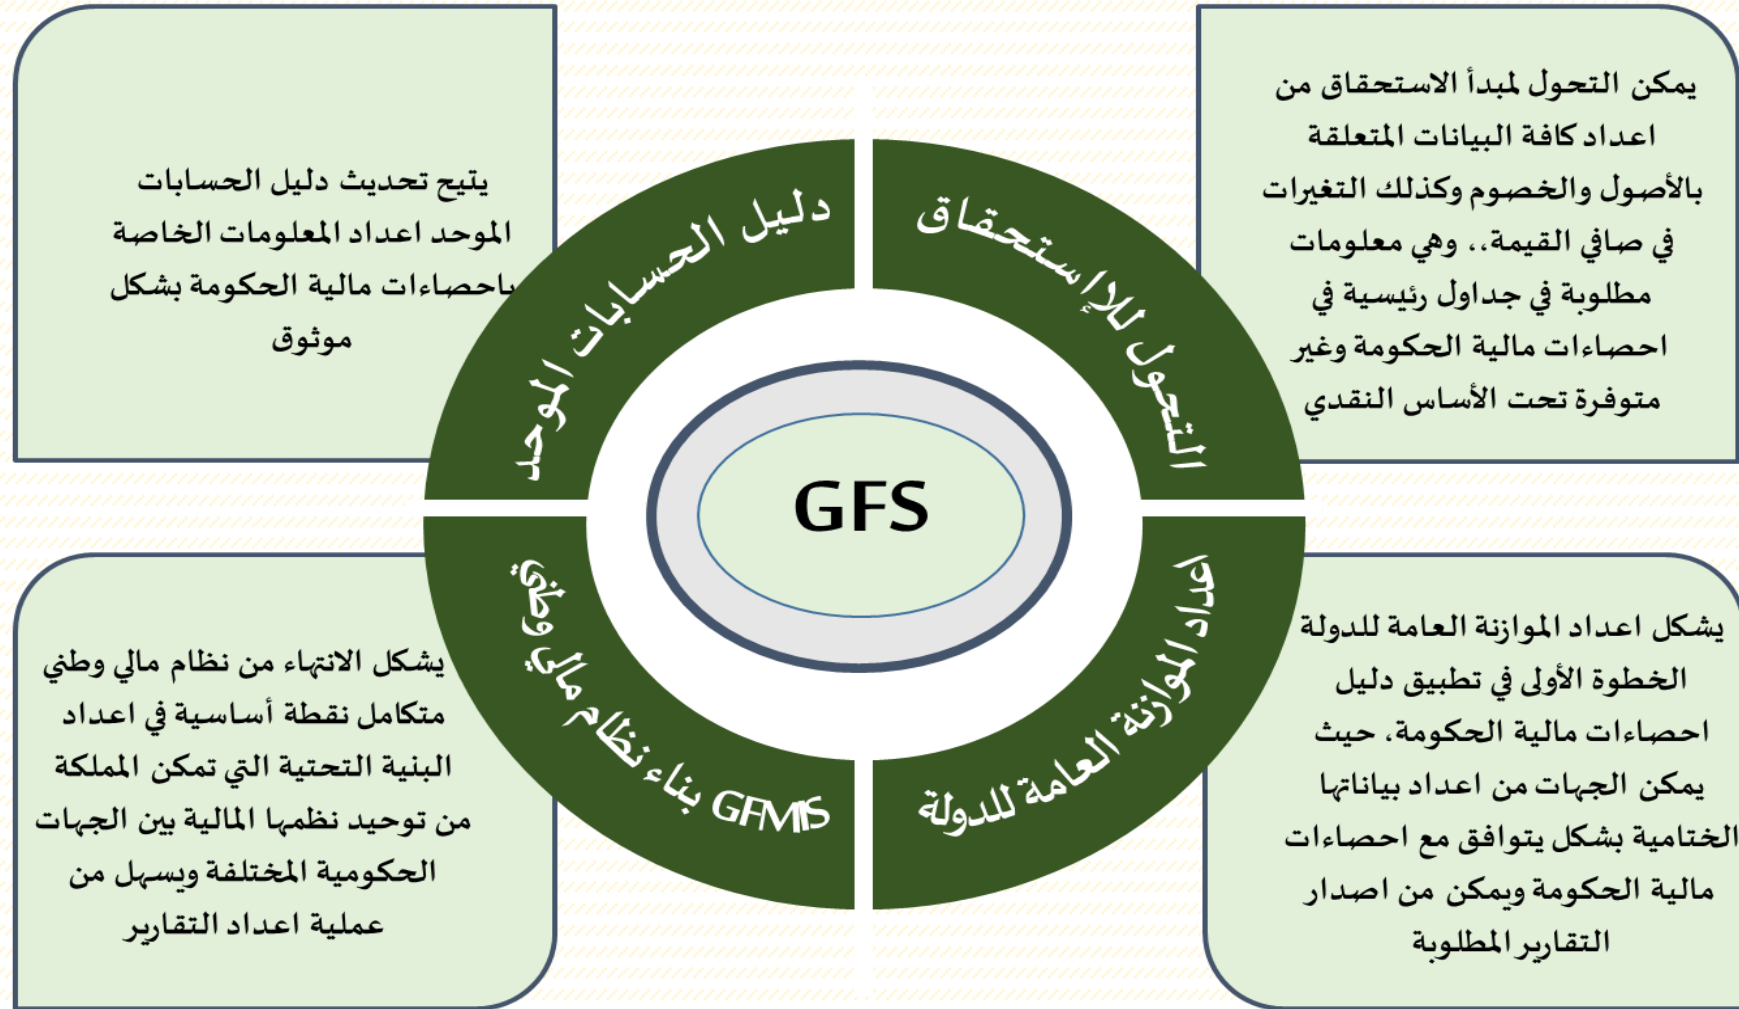 يمكن التحول لمبدأ الاستحقاق من
اعداد كافة البيانات المتعلقة
بالأصول والخصوم وكذلك التغيرات
في صافي القيمة،، وهي معلومات
مطلوبة في جداول رئيسية في
احصاءات مالية الحكومة وغير
متوفرة تحت الأساس النقدي
يتيح تحديث دليل الحسابات
الموحد اعداد المعلومات الخاصة
باحصاءات مالية الحكومة بشكل
موثوق
التحول للاإستحقاق
دليل الحسابات الموحد
GFS
اعداد الموازنة العامة للدولة
بناء نظام مالي وطني GFMIS
يشكل اعداد الموازنة العامة للدولة
الخطوة الأولى في تطبيق دليل
احصاءات مالية الحكومة، حيث
يمكن الجهات من اعداد بياناتها
الختامية بشكل يتوافق مع احصاءات
مالية الحكومة ويمكن من اصدار
التقارير المطلوبة
يشكل الانتهاء من نظام مالي وطني
متكامل نقطة أساسية في اعداد
البنية التحتية التي تمكن المملكة
من توحيد نظمها المالية بين الجهات
الحكومية المختلفة ويسهل من
عملية اعداد التقارير